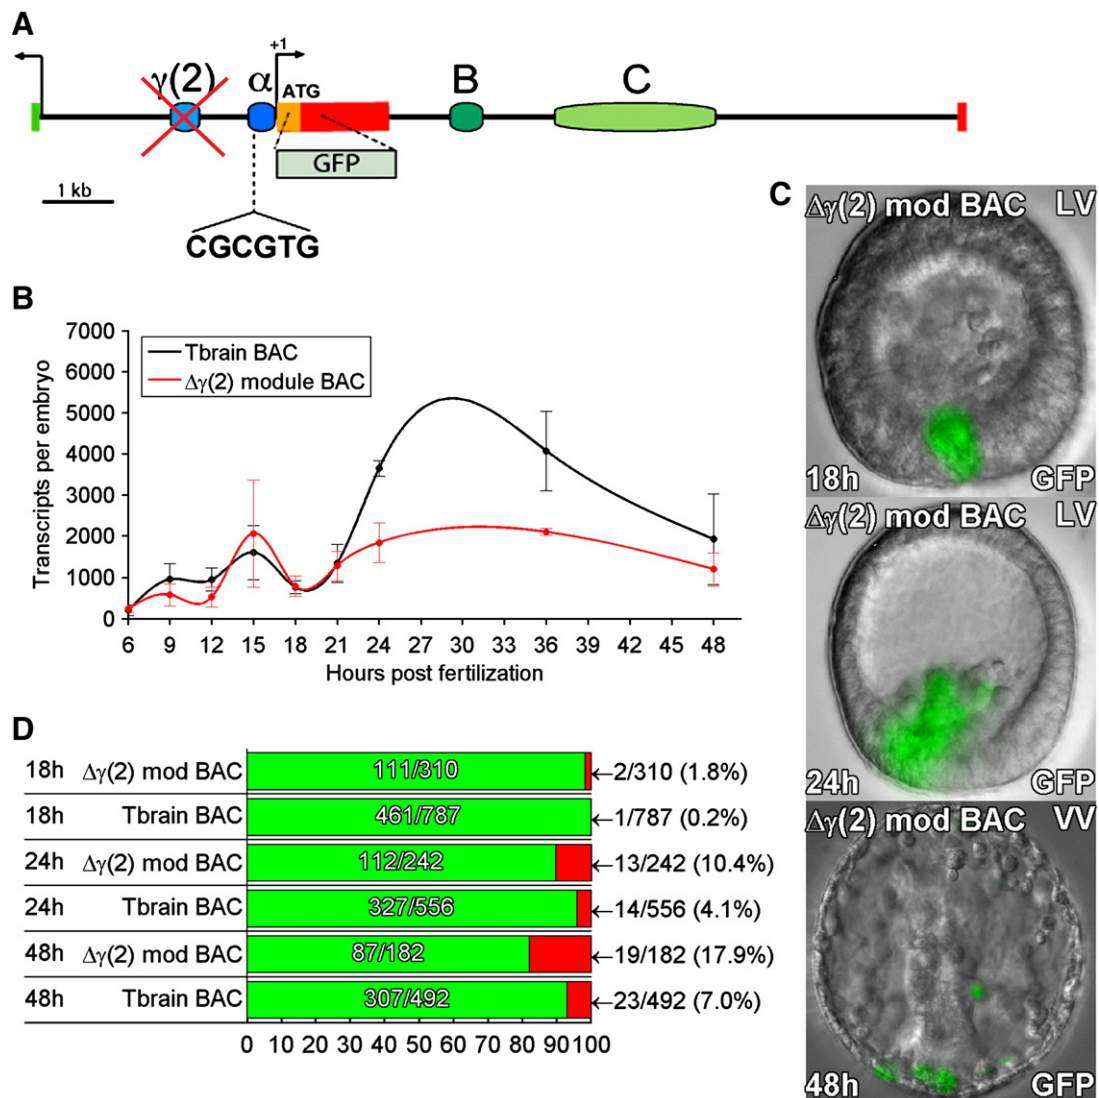 A
+1
γ(2)
α
ATG
B
C
GFP
1 kb
CGCGTG
B
7000
6000
5000
4000
3000
2000
1000
0
Transcripts per embryo
Tbrain BAC
Δγ(2) module BAC
6 9 12 15 18 21 24 27 30 33 36 39 42 45 48
Hours post fertilization
C
Δγ(2) mod BAC LV
18h GFP
Δγ(2) mod BAC LV
24h GFP
Δγ(2) mod BAC VV
48h GFP
D
18h Δγ(2) mod BAC 111/310 ←2/310 (1.8%)
18h Tbrain BAC 461/787 ←1/787 (0.2%)
24h Δγ(2) mod BAC 112/242 ←13/242 (10.4%)
24h Tbrain BAC 327/556 ←14/556 (4.1%)
48h Δγ(2) mod BAC 87/182 ←19/182 (17.9%)
48h Tbrain BAC 307/492 ←23/492 (7.0%)
0 10 20 30 40 50 60 70 80 90 100